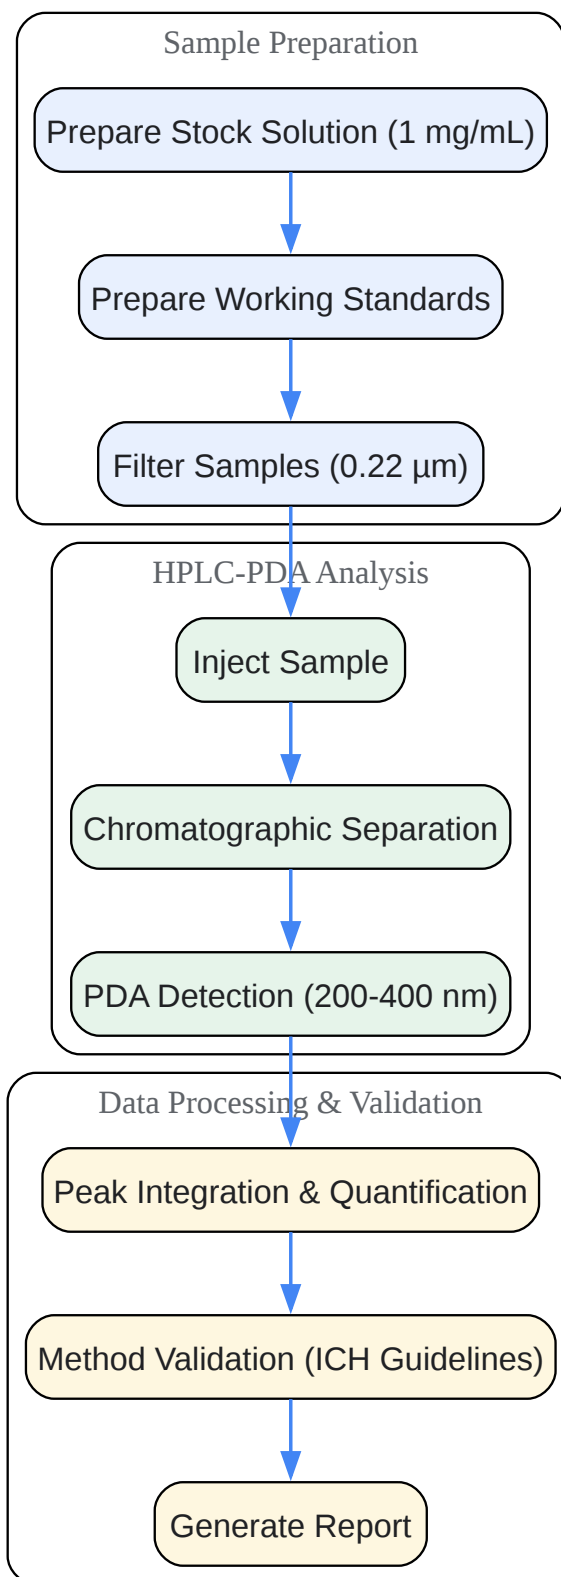 Sample Preparation
Prepare Stock Solution (1 mg/mL)
Prepare Working Standards
Filter Samples (0.22 µm)
HPLC-PDA Analysis
Inject Sample
Chromatographic Separation
PDA Detection (200-400 nm)
Data Processing & Validation
Peak Integration & Quantification
Method Validation (ICH Guidelines)
Generate Report